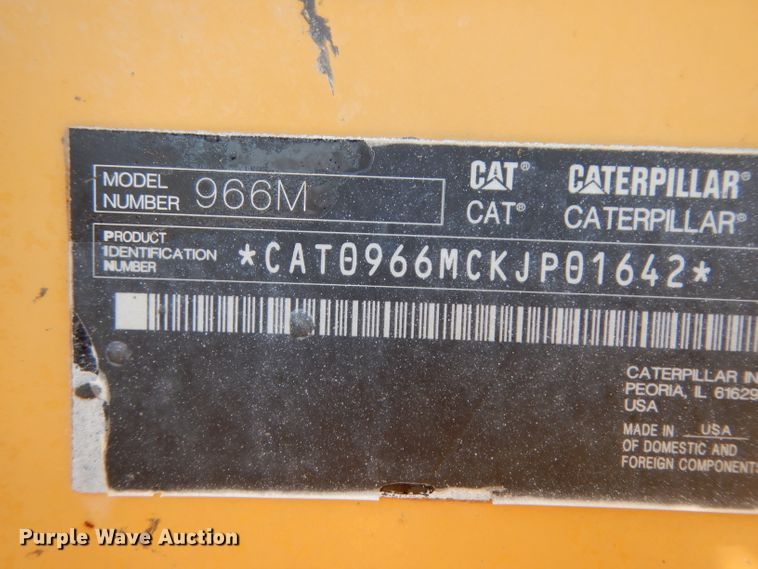 MODEL NUMBER 966M
CAT® CATERPILLAR®
CAT® CATERPILLAR®
PRODUCT
IDENTIFICATION
NUMBER
*CAT0966MCKJP01642*
CATERPILLAR IN
PEORIA, IL 61629
USA
MADE IN USA
OF DOMESTIC AND
FOREIGN COMPONENTS
Purple Wave Auction